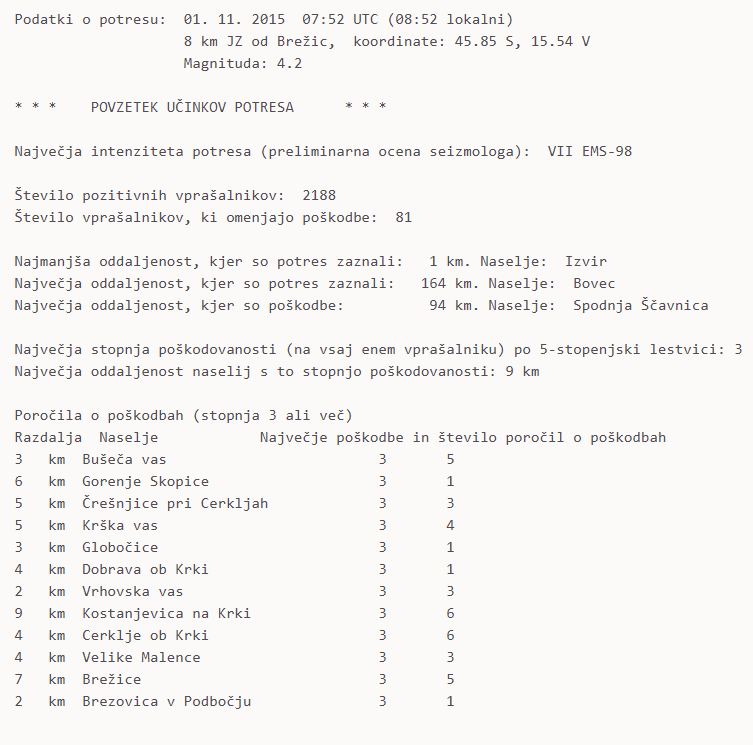 Podatki o potresu: 01. 11. 2015 07:52 UTC (08:52 lokalni)
8 km JZ od Brežic, koordinate: 45.85 S, 15.54 V
Magnituda: 4.2
* * * POVZETEK UČINKOV POTRESA * * *
Največja intenziteta potresa (preliminarna ocena seizmologa): VII EMS-98
Število pozitivnih vprašalnikov: 2188
Število vprašalnikov, ki omenjajo poškodbe: 81
Najmanjša oddaljenost, kjer so potres zaznali: 1 km. Naselje: Izvir
Največja oddaljenost, kjer so potres zaznali: 164 km. Naselje: Bovec
Največja oddaljenost, kjer so poškodbe: 94 km. Naselje: Spodnja Ščavnica
Največja stopnja poškodovanosti (na vsaj enem vprašalniku) po 5-stopenjski lestvici: 3
Največja oddaljenost naselij s to stopnjo poškodovanosti: 9 km
Poročila o poškodbah (stopnja 3 ali več)
Razdalja Naselje Največje poškodbe in število poročil o poškodbah
3 km Bušeča vas 3 5
6 km Gorenje Skopice 3 1
5 km Črešnjice pri Cerkljah 3 3
5 km Krška vas 3 4
3 km Globočice 3 1
4 km Dobrava ob Krki 3 1
2 km Vrhovska vas 3 3
9 km Kostanjevica na Krki 3 6
4 km Cerklje ob Krki 3 6
4 km Velike Malence 3 3
7 km Brežice 3 5
2 km Brezovica v Podbočju 3 1